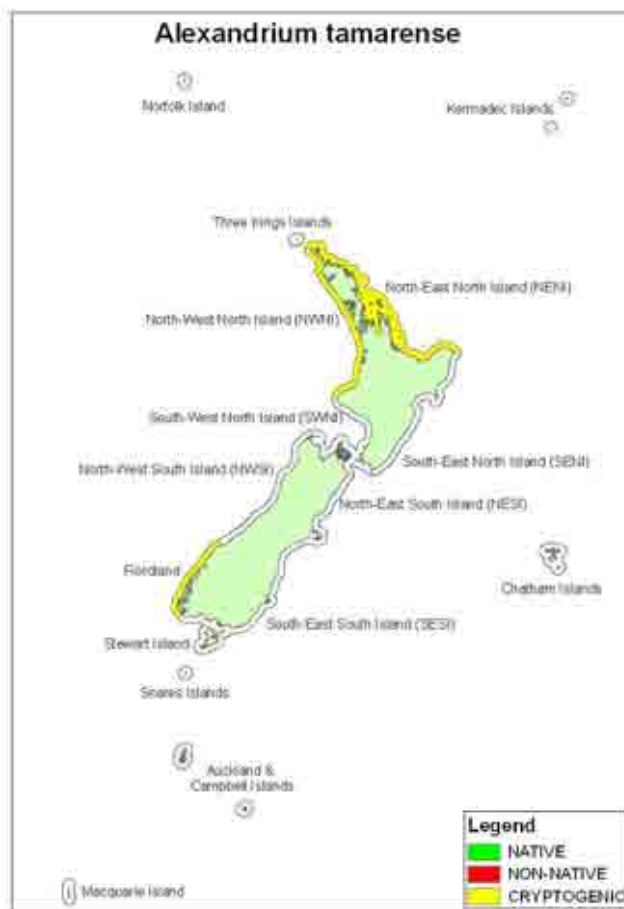 Alexandrium tamarense
Norfolk Island
Kermadec Islands
Three Kings Islands
North-East North Island (NENI)
North-West North Island (NWNI)
South-West North Island (SWNI)
South-East North Island (SENI)
North-West South Island (NWSI)
North-East South Island (NESI)
Fiordland
Chatham Islands
South-East South Island (SESI)
Stewart Island
Snares Islands
Auckland &
Campbell Islands
Macquarie Island
Legend
NATIVE
NON-NATIVE
CRYPTOGENIC